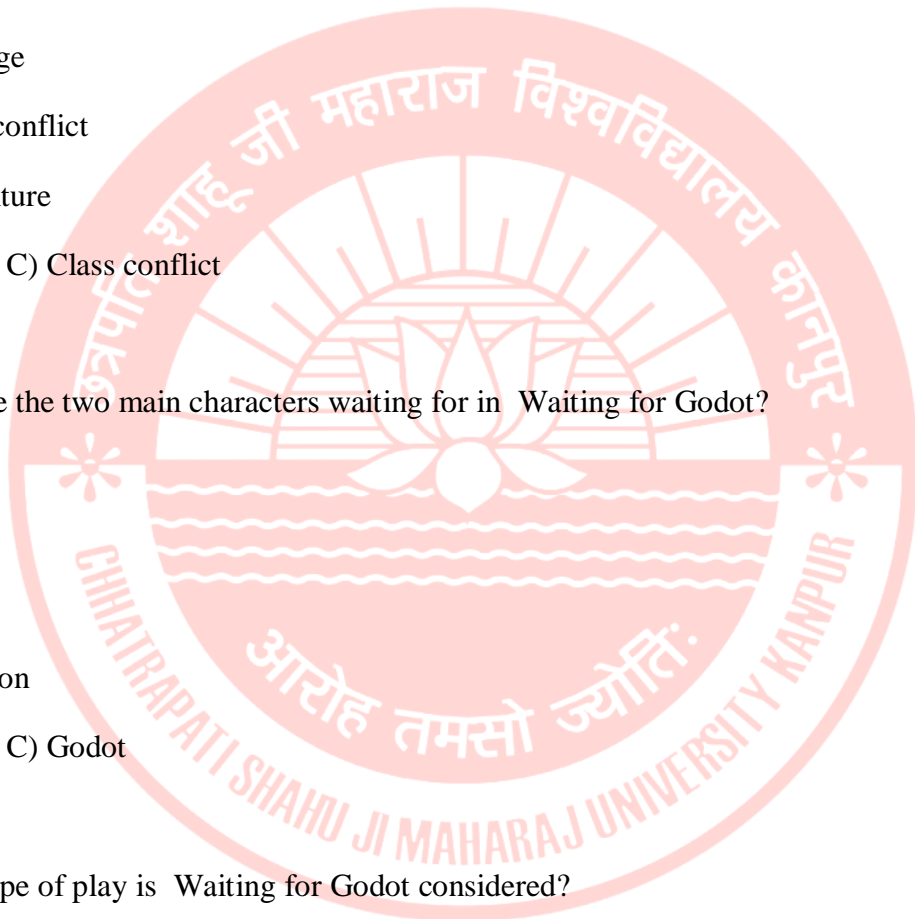 ge
conflict
ture
C) Class conflict
e the two main characters waiting for in Waiting for Godot?
on
C) Godot
pe of play is Waiting for Godot considered?
छत्रपति शाहू जी महाराज विश्वविद्यालय कानपुर
आरोह तमसो ज्योतिः
CHHATRAPATI SHAHU JI MAHARAJ UNIVERSITY KANPUR